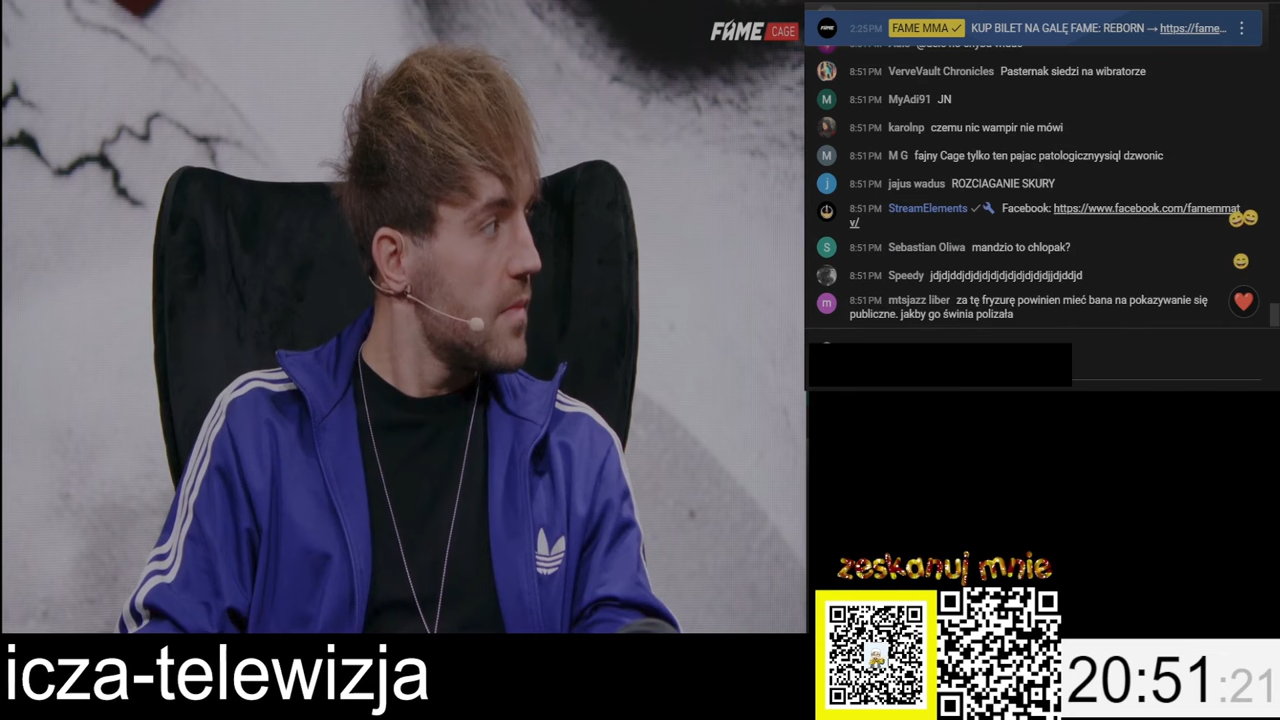 FAME CAGE
2:25 PM FAME MMA KUP BILET NA GALĘ FAME: REBORN → https://fame...
8:51 PM VerveVault Chronicles Pasternak siedzi na wibratorze
M 8:51 PM MyAdi91 JN
8:51 PM karolnp czemu nic wampir nie mówi
M 8:51 PM M G fajny Cage tylko ten pajac patologicznyysiql dzwonic
j 8:51 PM jajus wadus ROZCIAGANIE SKURY
8:51 PM StreamElements Facebook: https://www.facebook.com/famemmat
v/
S 8:51 PM Sebastian Oliwa mandzio to chlopak?
8:51 PM Speedy jdjdjddjdjdjdjdjdjdjdjdjdjjdjddjd
m 8:51 PM mtsjazz liber za tę fryzurę powinien mieć bana na pokazywanie się
publiczne. jakby go świnia polizała
zeskanuj mnie
icza-telewizja
20:51:21